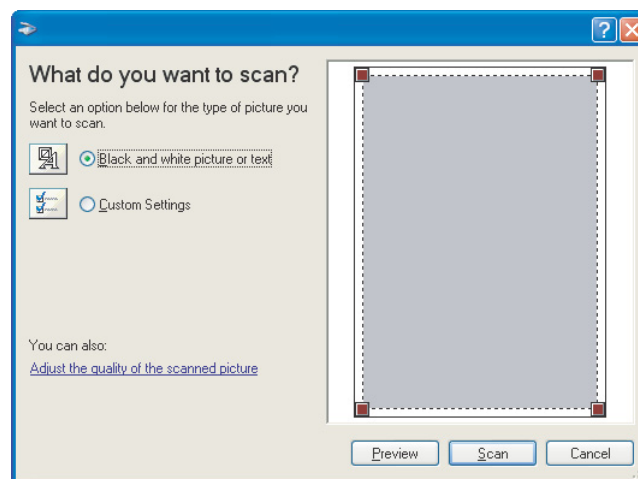 What do you want to scan?
Select an option below for the type of picture you
want to scan.
Black and white picture or text
Custom Settings
You can also:
Adjust the quality of the scanned picture
Preview
Scan
Cancel